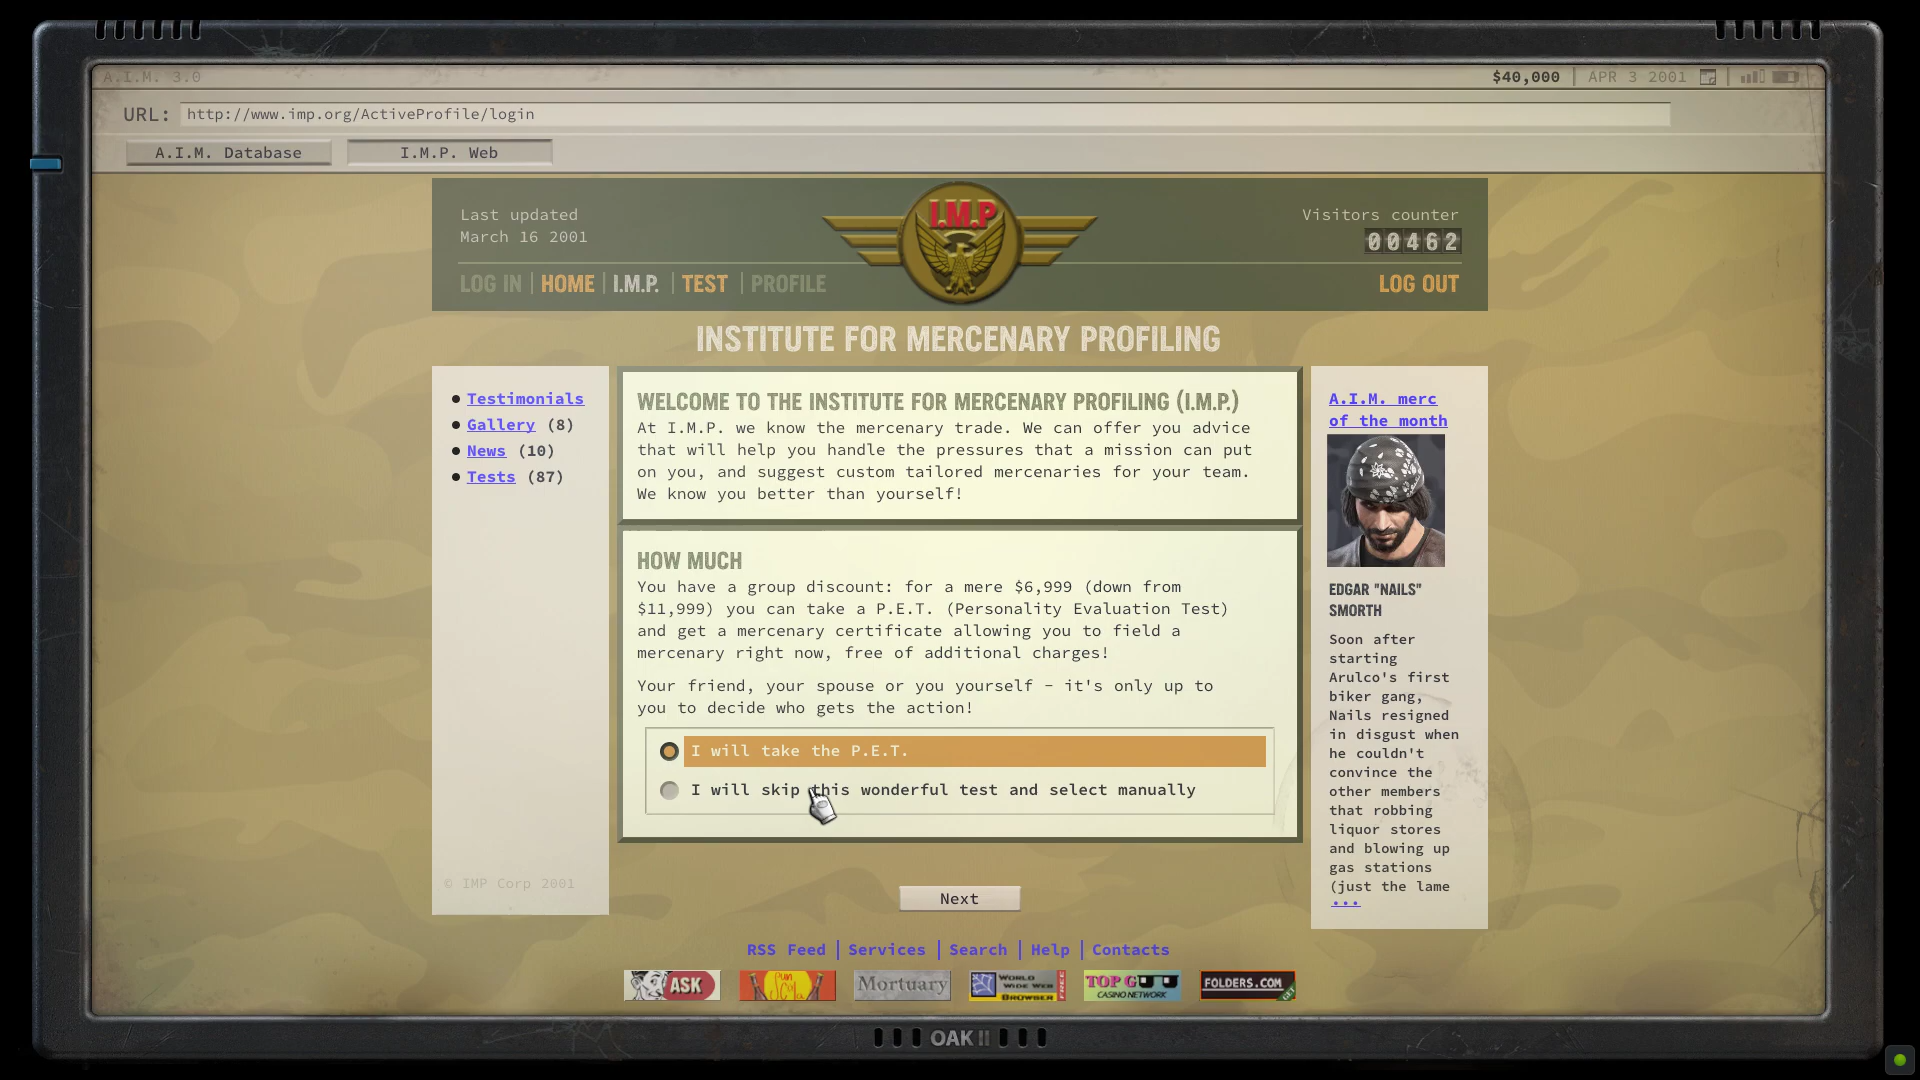 A.I.M. 3.0
$40,000 | APR 3 2001
URL: http://www.imp.org/ActiveProfile/login
A.I.M. Database
I.M.P. Web
Last updated
March 16 2001
I.M.P
Visitors counter
00462
LOG IN | HOME | I.M.P. | TEST | PROFILE
LOG OUT
INSTITUTE FOR MERCENARY PROFILING
Testimonials
Gallery (8)
News (10)
Tests (87)
© IMP Corp 2001
WELCOME TO THE INSTITUTE FOR MERCENARY PROFILING (I.M.P.)
At I.M.P. we know the mercenary trade. We can offer you advice
that will help you handle the pressures that a mission can put
on you, and suggest custom tailored mercenaries for your team.
We know you better than yourself!
HOW MUCH
You have a group discount: for a mere $6,999 (down from
$11,999) you can take a P.E.T. (Personality Evaluation Test)
and get a mercenary certificate allowing you to field a
mercenary right now, free of additional charges!
Your friend, your spouse or you yourself – it's only up to
you to decide who gets the action!
I will take the P.E.T.
I will skip this wonderful test and select manually
Next
A.I.M. merc
of the month
EDGAR "NAILS"
SMORTH
Soon after
starting
Arulco's first
biker gang,
Nails resigned
in disgust when
he couldn't
convince the
other members
that robbing
liquor stores
and blowing up
gas stations
(just the lame
...
RSS Feed | Services | Search | Help | Contacts
ASK
Sun Cola
Mortuary
WORLD
WIDE WEB
BROWSER
FREE
TOP G
CASINO NETWORK
FOLDERS.COM
GET
OAK II